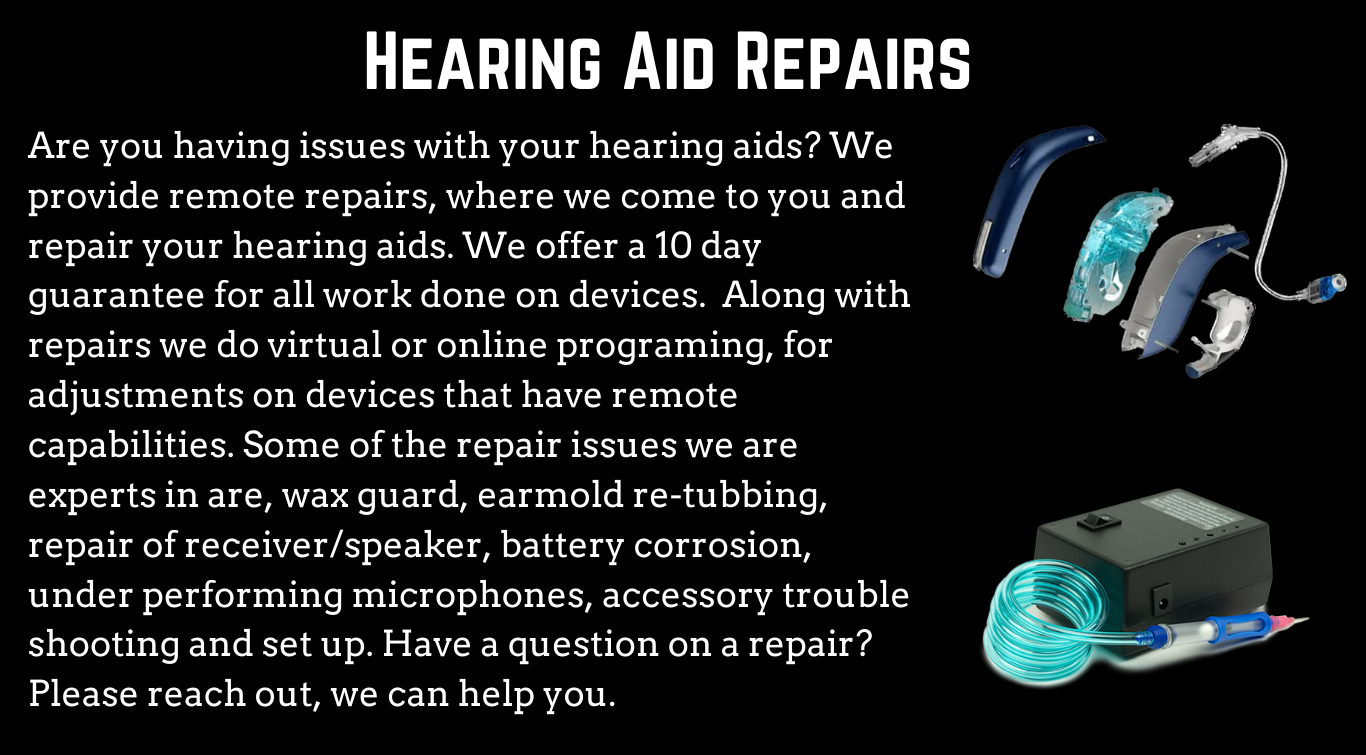 Hearing Aid Repairs
Are you having issues with your hearing aids? We
provide remote repairs, where we come to you and
repair your hearing aids. We offer a 10 day
guarantee for all work done on devices.  Along with
repairs we do virtual or online programing, for
adjustments on devices that have remote
capabilities. Some of the repair issues we are
experts in are, wax guard, earmold re-tubbing,
repair of receiver/speaker, battery corrosion,
under performing microphones, accessory trouble
shooting and set up. Have a question on a repair?
Please reach out, we can help you.